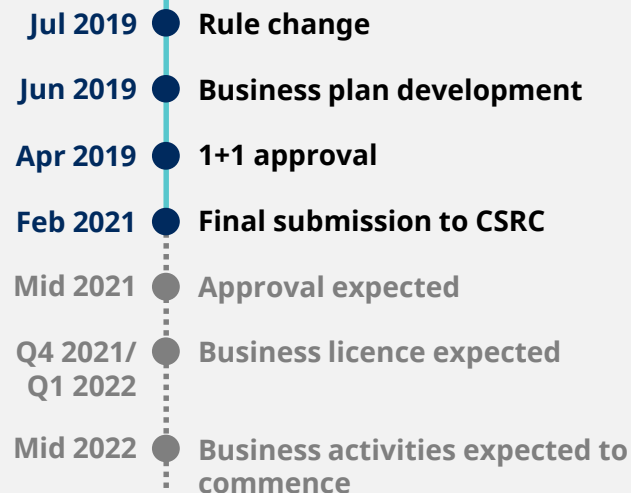 Jul 2019 Rule change
Jun 2019 Business plan development
Apr 2019 1+1 approval
Feb 2021 Final submission to CSRC
Mid 2021 Approval expected
Q4 2021/ Business licence expected
Q1 2022
Mid 2022 Business activities expected to
commence